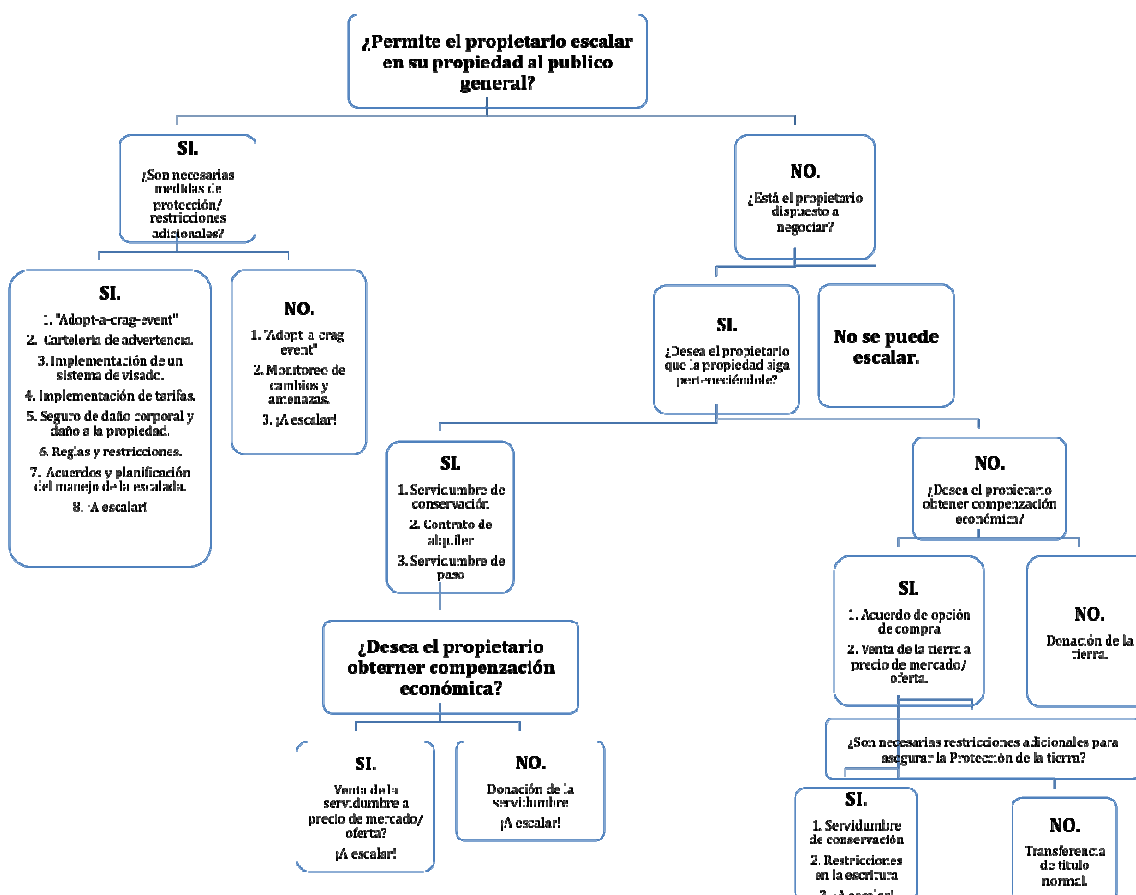 ¿Permite el propietario escalar
en su propiedad al publico
general?
SI.
¿Son necesarias
medidas de
protección/
restricciones
adicionales?
NO.
¿Está el propietario
dispuesto a
negociar?
SI.
1. "Adopt-a-crag-event"
2. Cartelería de advertencia.
3. Implementación de un
sistema de visado.
4. Implementación de tarifas.
5. Seguro de daño corporal y
daño a la propiedad.
6. Reglas y restricciones.
7. Acuerdos y planificación
del manejo de la escalada.
8. ¡A escalar!
NO.
1. "Adopt-a-crag
event"
2. Monitoreo de
cambios y
amenazas.
3. ¡A escalar!
SI.
¿Desea el propietario
que la propiedad siga
perteneciéndole?
No se puede
escalar.
SI.
1. Servidumbre de
conservación.
2. Contrato de
alquiler
3. Servidumbre de
paso
NO.
¿Desea el propietario
obtener compenzación
económica?
¿Desea el propietario
obterner compenzación
económica?
SI.
Venta de la
servidumbre a
precio de mercado/
oferta?
¡A escalar!
NO.
Donación de la
servidumbre
¡A escalar!
SI.
1. Acuerdo de opción
de compra
2. Venta de la tierra a
precio de mercado/
oferta.
NO.
Donación de la
tierra.
¿Son necesarias restricciones adicionales para
asegurar la Protección de la tierra?
SI.
1. Servidumbre
de conservación
2. Restricciones
en la escritura
3. ¡A escalar!
NO.
Transferencia
de título
normal.